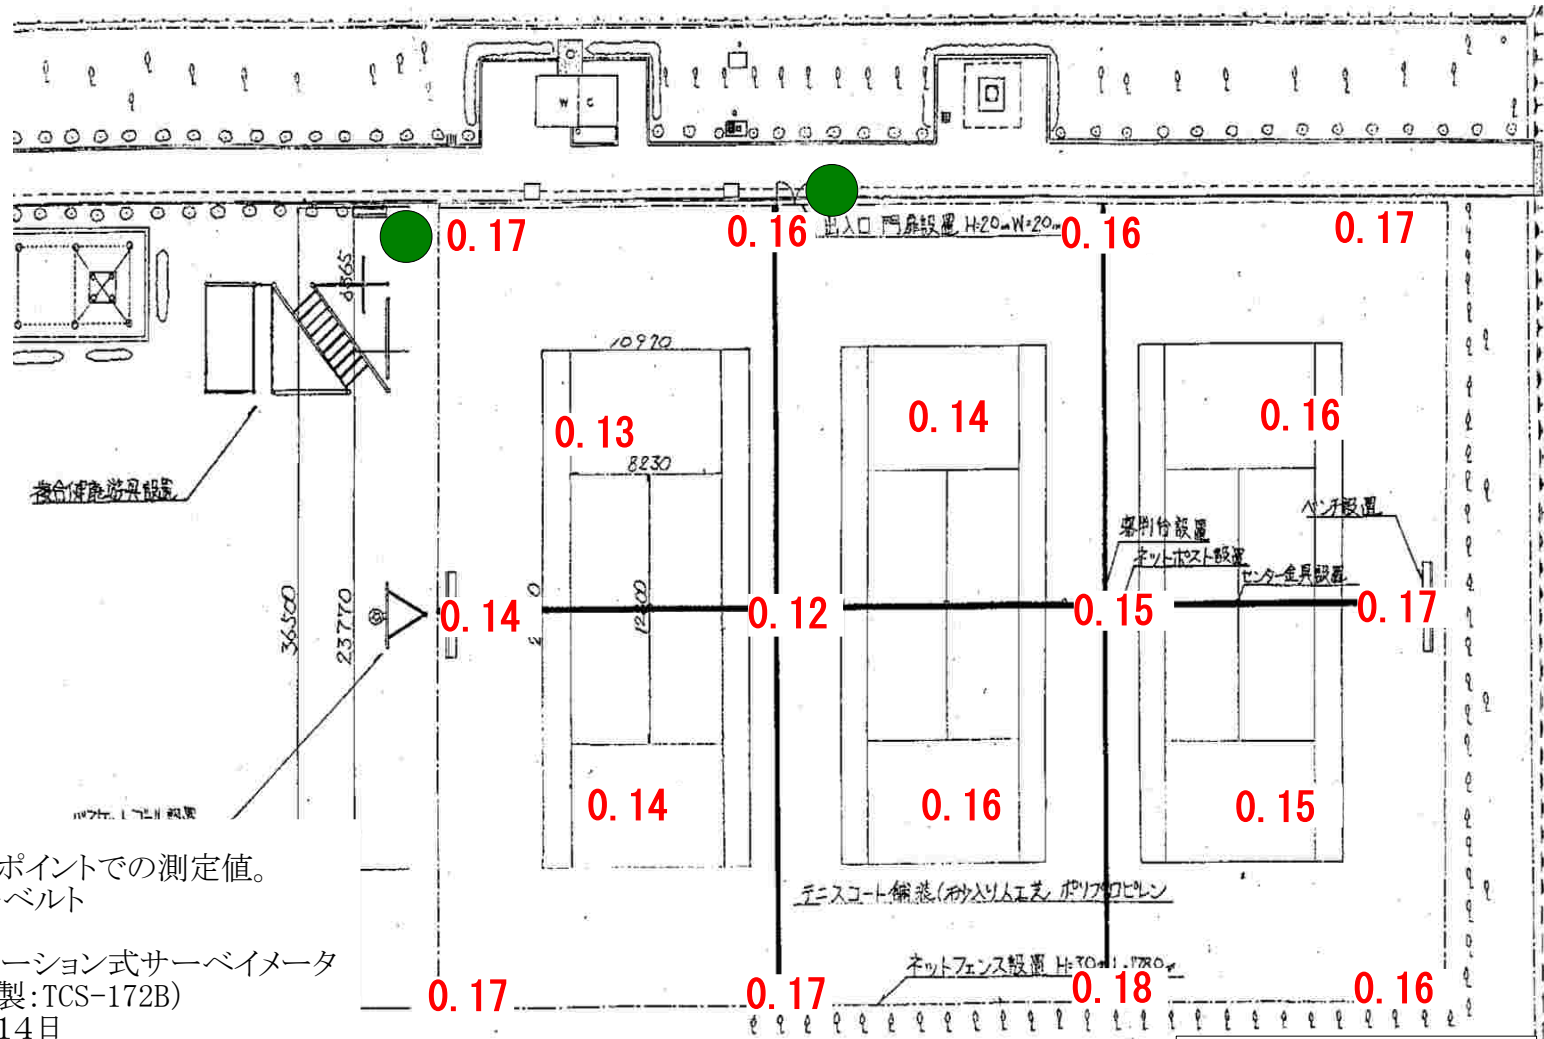 W C
0.17
0.16
出入口 門扉設置 H=20m W=20m
0.16
0.17
10970
0.13
0.14
0.16
8230
複合健康遊具設置
ベンチ設置
審判台設置
ネットポスト設置
センター金具設置
36500
23770
12800
0.14
0.12
0.15
0.17
0.14
0.16
0.15
ポイントでの測定値。
ベルト
テニスコート舗装(砂入り人工芝 ポリプロピレン
ーション式サーベイメータ
ネットフェンス設置
製:TCS-172B)
0.17
0.17
0.18
0.16
14日